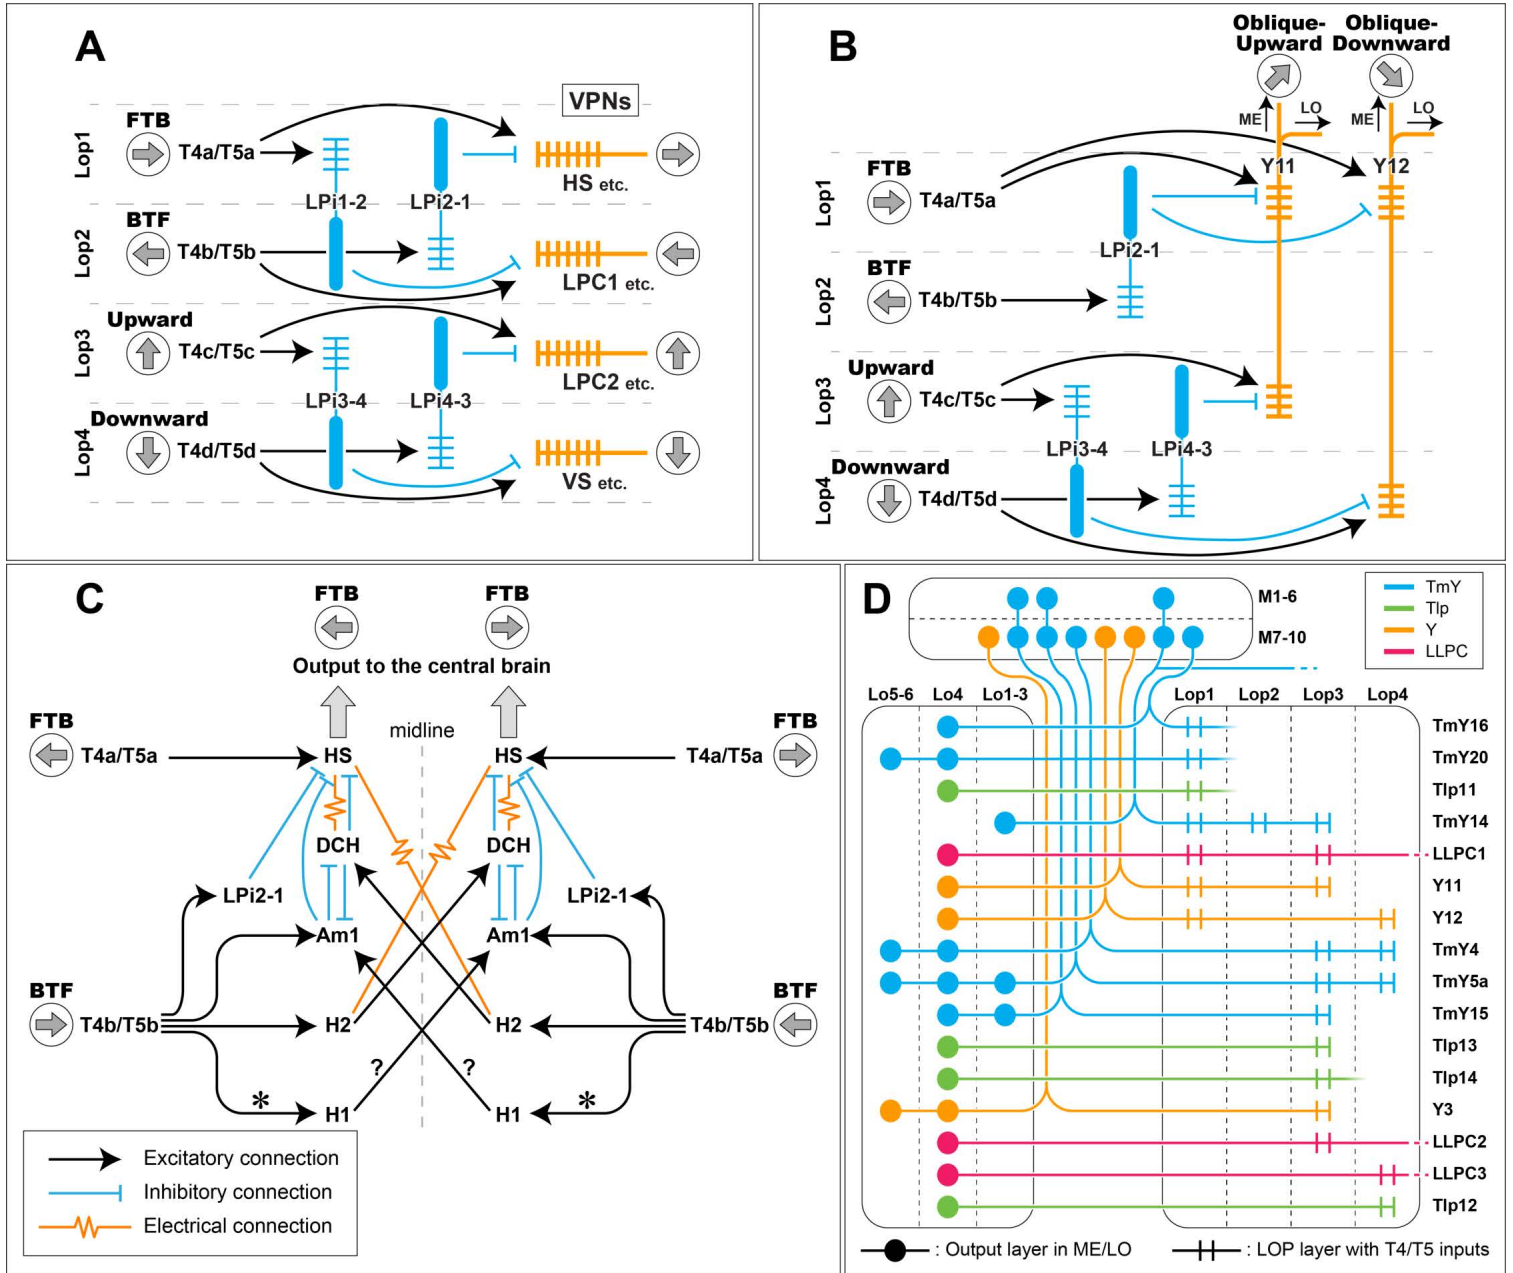 A
VPNs
Lop1
FTB
T4a/T5a
HS etc.
LPi1-2
LPi2-1
Lop2
BTF
T4b/T5b
LPC1 etc.
Lop3
Upward
T4c/T5c
LPC2 etc.
LPi3-4
LPi4-3
Lop4
Downward
T4d/T5d
VS etc.
B
Oblique-
Upward
Oblique-
Downward
ME
LO
ME
LO
Y11
Y12
Lop1
FTB
T4a/T5a
LPi2-1
Lop2
BTF
T4b/T5b
Lop3
Upward
T4c/T5c
LPi3-4
LPi4-3
Lop4
Downward
T4d/T5d
C
FTB
FTB
Output to the central brain
midline
FTB
T4a/T5a
HS
HS
T4a/T5a
FTB
DCH
DCH
LPi2-1
LPi2-1
Am1
Am1
BTF
T4b/T5b
H2
H2
T4b/T5b
BTF
?
?
*
*
H1
H1
Excitatory connection
Inhibitory connection
Electrical connection
D
M1-6
M7-10
TmY
Tlp
Y
LLPC
Lo5-6
Lo4
Lo1-3
Lop1
Lop2
Lop3
Lop4
TmY16
TmY20
Tlp11
TmY14
LLPC1
Y11
Y12
TmY4
TmY5a
TmY15
Tlp13
Tlp14
Y3
LLPC2
LLPC3
Tlp12
: Output layer in ME/LO
: LOP layer with T4/T5 inputs